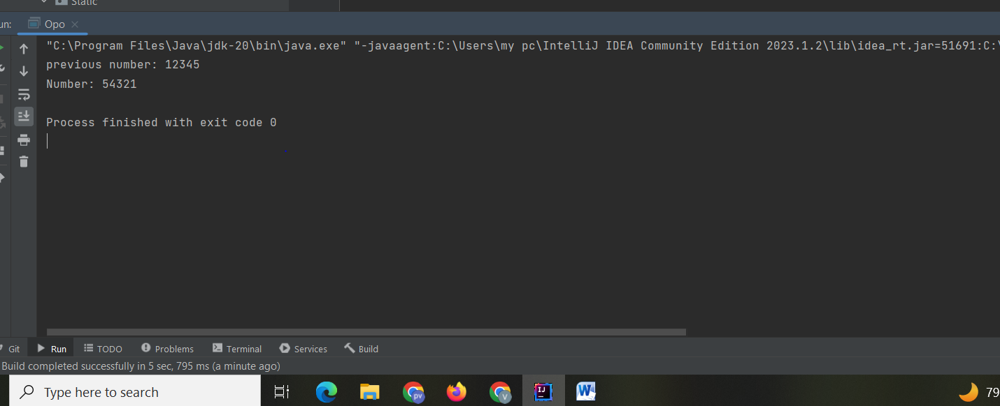 Static
un:
Opo
"C:\Program Files\Java\jdk-20\bin\java.exe" "-javaagent:C:\Users\my pc\IntelliJ IDEA Community Edition 2023.1.2\lib\idea_rt.jar=51691:C:\
previous number: 12345
Number: 54321
Process finished with exit code 0
Git Run TODO Problems Terminal Services Build
Build completed successfully in 5 sec, 795 ms (a minute ago)
Type here to search
pv
V
IJ
W
79